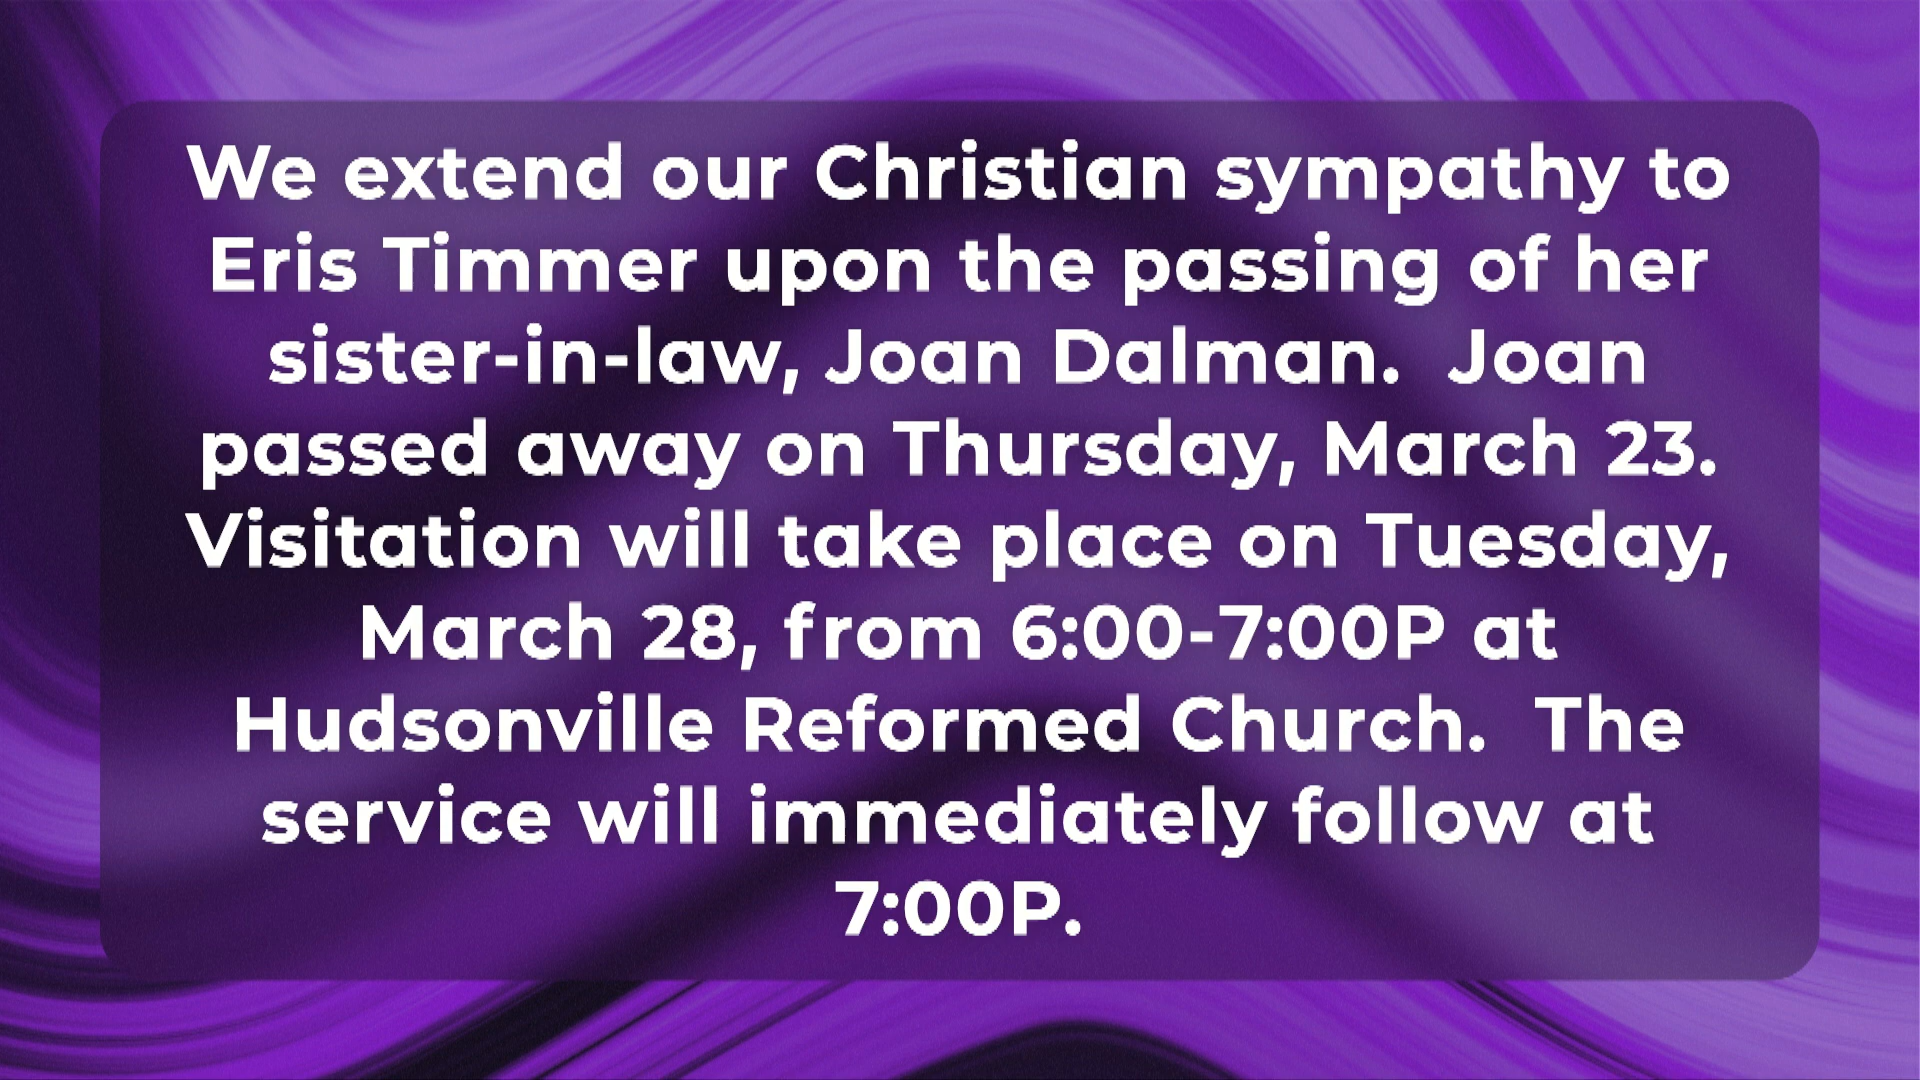 We extend our Christian sympathy to
Eris Timmer upon the passing of her
sister-in-law, Joan Dalman.  Joan
passed away on Thursday, March 23.
Visitation will take place on Tuesday,
March 28, from 6:00-7:00P at
Hudsonville Reformed Church.  The
service will immediately follow at
7:00P.